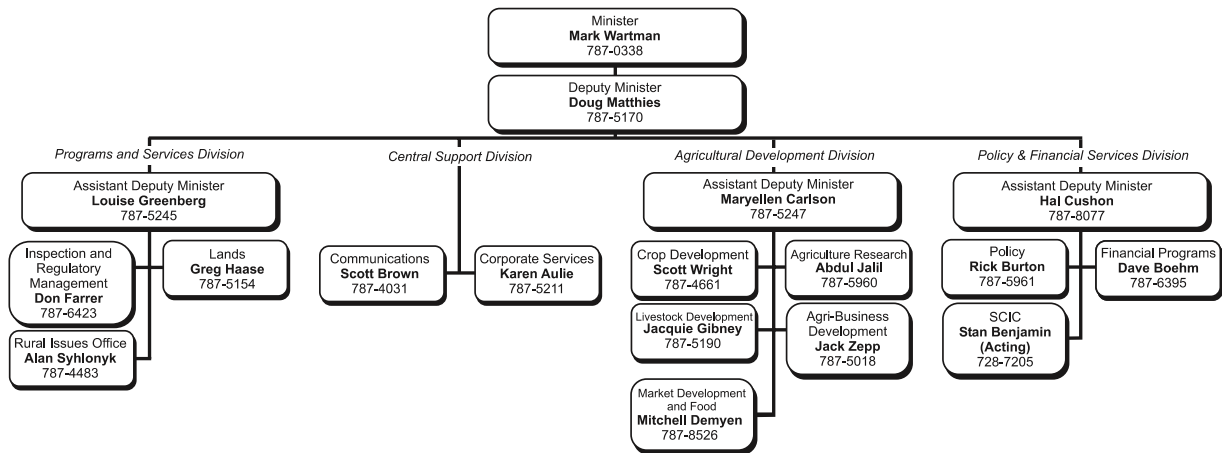 Minister
Mark Wartman
787-0338
Deputy Minister
Doug Matthies
787-5170
Programs and Services Division
Central Support Division
Agricultural Development Division
Policy & Financial Services Division
Assistant Deputy Minister
Louise Greenberg
787-5245
Inspection and
Regulatory
Management
Don Farrer
787-6423
Lands
Greg Haase
787-5154
Rural Issues Office
Alan Syhlonyk
787-4483
Communications
Scott Brown
787-4031
Corporate Services
Karen Aulie
787-5211
Assistant Deputy Minister
Maryellen Carlson
787-5247
Crop Development
Scott Wright
787-4661
Agriculture Research
Abdul Jalil
787-5960
Livestock Development
Jacquie Gibney
787-5190
Agri-Business
Development
Jack Zepp
787-5018
Market Development
and Food
Mitchell Demyen
787-8526
Assistant Deputy Minister
Hal Cushon
787-8077
Policy
Rick Burton
787-5961
Financial Programs
Dave Boehm
787-6395
SCIC
Stan Benjamin
(Acting)
728-7205